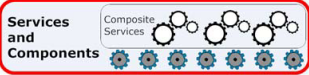 Services
and
Components
Composite
Services